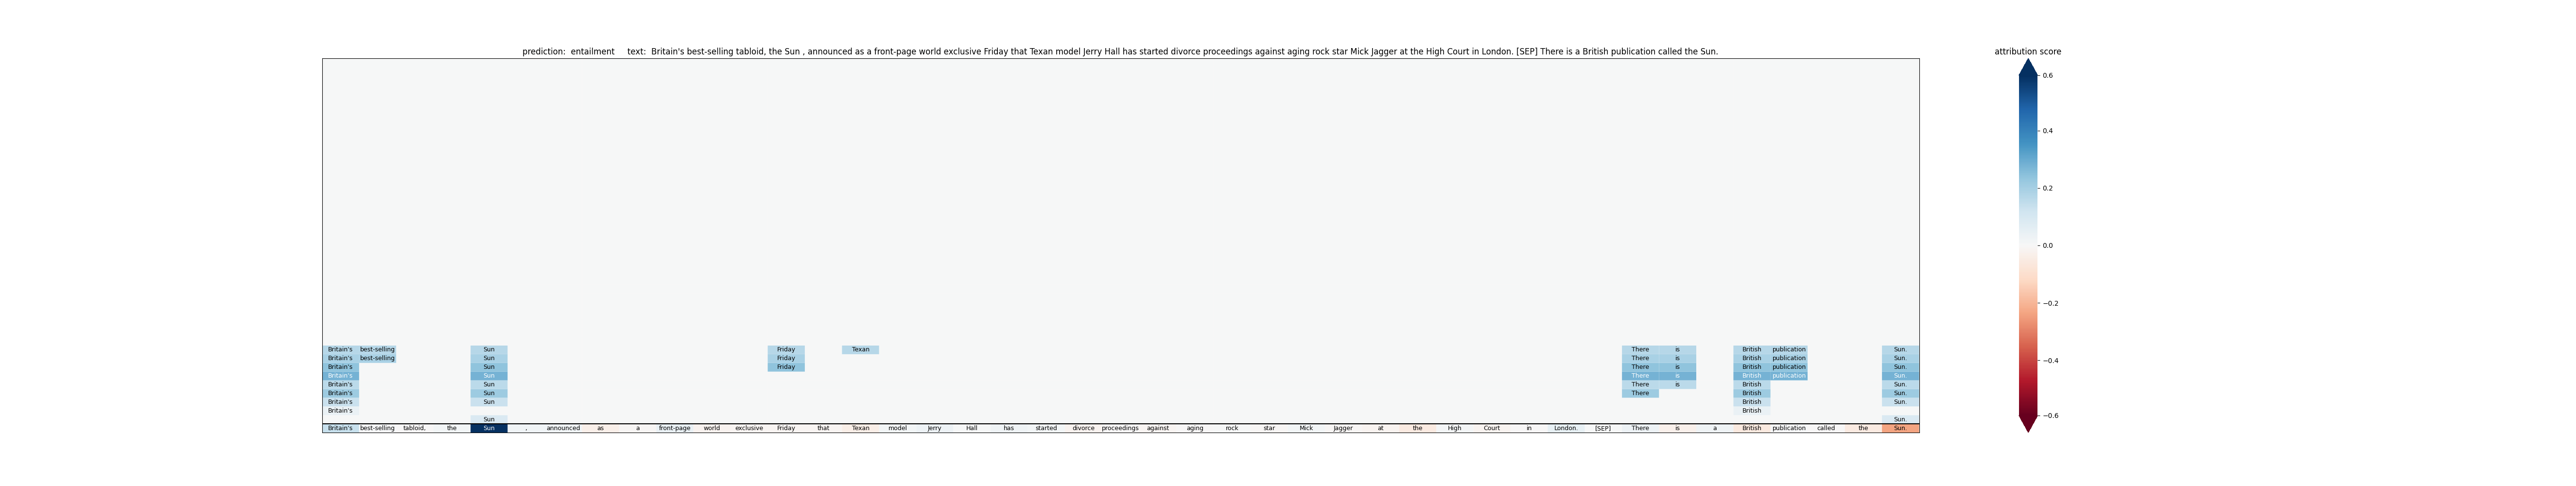 prediction:  entailment     text:  Britain's best-selling tabloid, the Sun , announced as a front-page world exclusive Friday that Texan model Jerry Hall has started divorce proceedings against aging rock star Mick Jagger at the High Court in London. [SEP] There is a British publication called the Sun.
attribution score
0.6
0.4
0.2
0.0
−0.2
−0.4
−0.6
Britain's best-selling Sun Friday Texan There is British publication Sun.
Britain's best-selling Sun Friday There is British publication Sun.
Britain's Sun Friday There is British publication Sun.
Britain's Sun There is British publication Sun.
Britain's Sun There is British Sun.
Britain's Sun There British Sun.
Britain's Sun British Sun.
Britain's British
Sun Sun.
Britain's best-selling tabloid, the Sun , announced as a front-page world exclusive Friday that Texan model Jerry Hall has started divorce proceedings against aging rock star Mick Jagger at the High Court in London. [SEP] There is a British publication called the Sun.